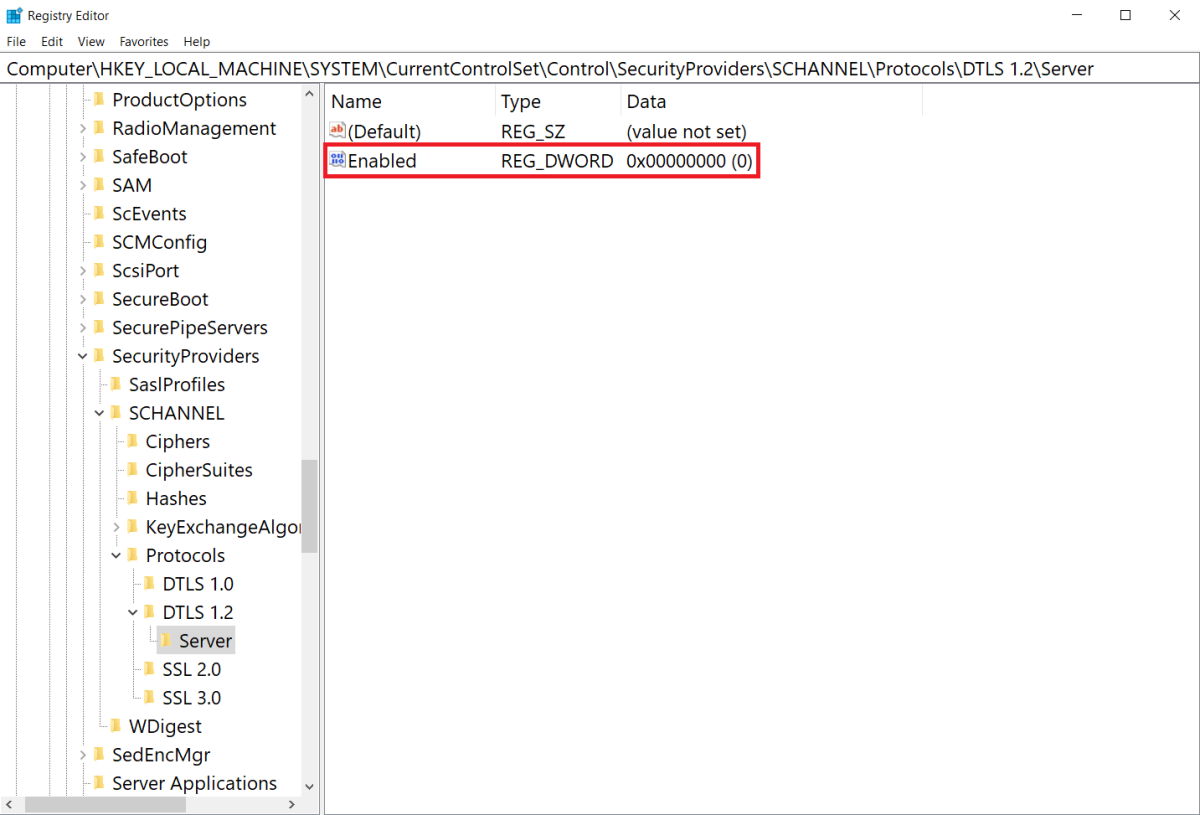 Registry Editor
File Edit View Favorites Help
Computer\HKEY_LOCAL_MACHINE\SYSTEM\CurrentControlSet\Control\SecurityProviders\SCHANNEL\Protocols\DTLS 1.2\Server
ProductOptions
RadioManagement
SafeBoot
SAM
ScEvents
SCMConfig
ScsiPort
SecureBoot
SecurePipeServers
SecurityProviders
SaslProfiles
SCHANNEL
Ciphers
CipherSuites
Hashes
KeyExchangeAlgor
Protocols
DTLS 1.0
DTLS 1.2
Server
SSL 2.0
SSL 3.0
WDigest
SedEncMgr
Server Applications
Name Type Data
ab (Default) REG_SZ (value not set)
Enabled REG_DWORD 0x00000000 (0)